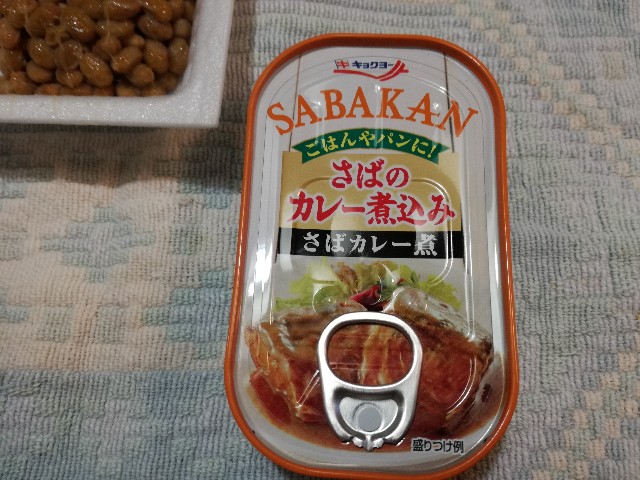 キョクヨー
SABAKAN
ごはんやパンに!
さばの
カレー煮込み
さばカレー煮
盛りつけ例